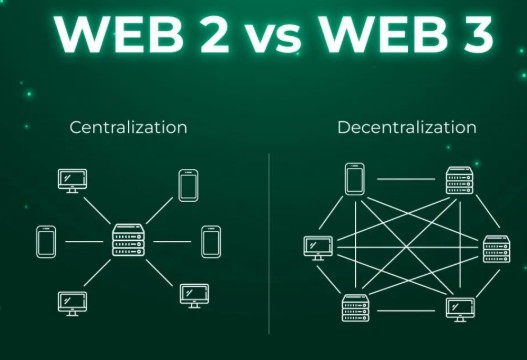 WEB 2 vs WEB 3
Centralization
Decentralization